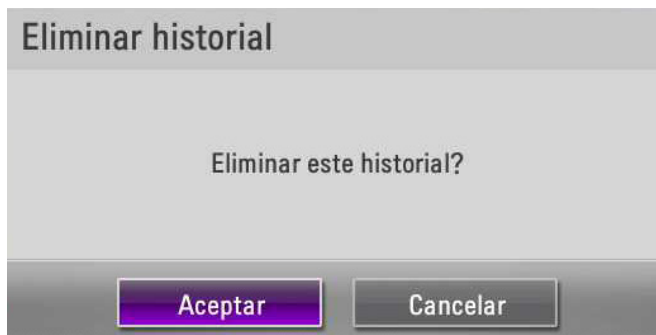 Eliminar historial
Eliminar este historial?
Aceptar
Cancelar